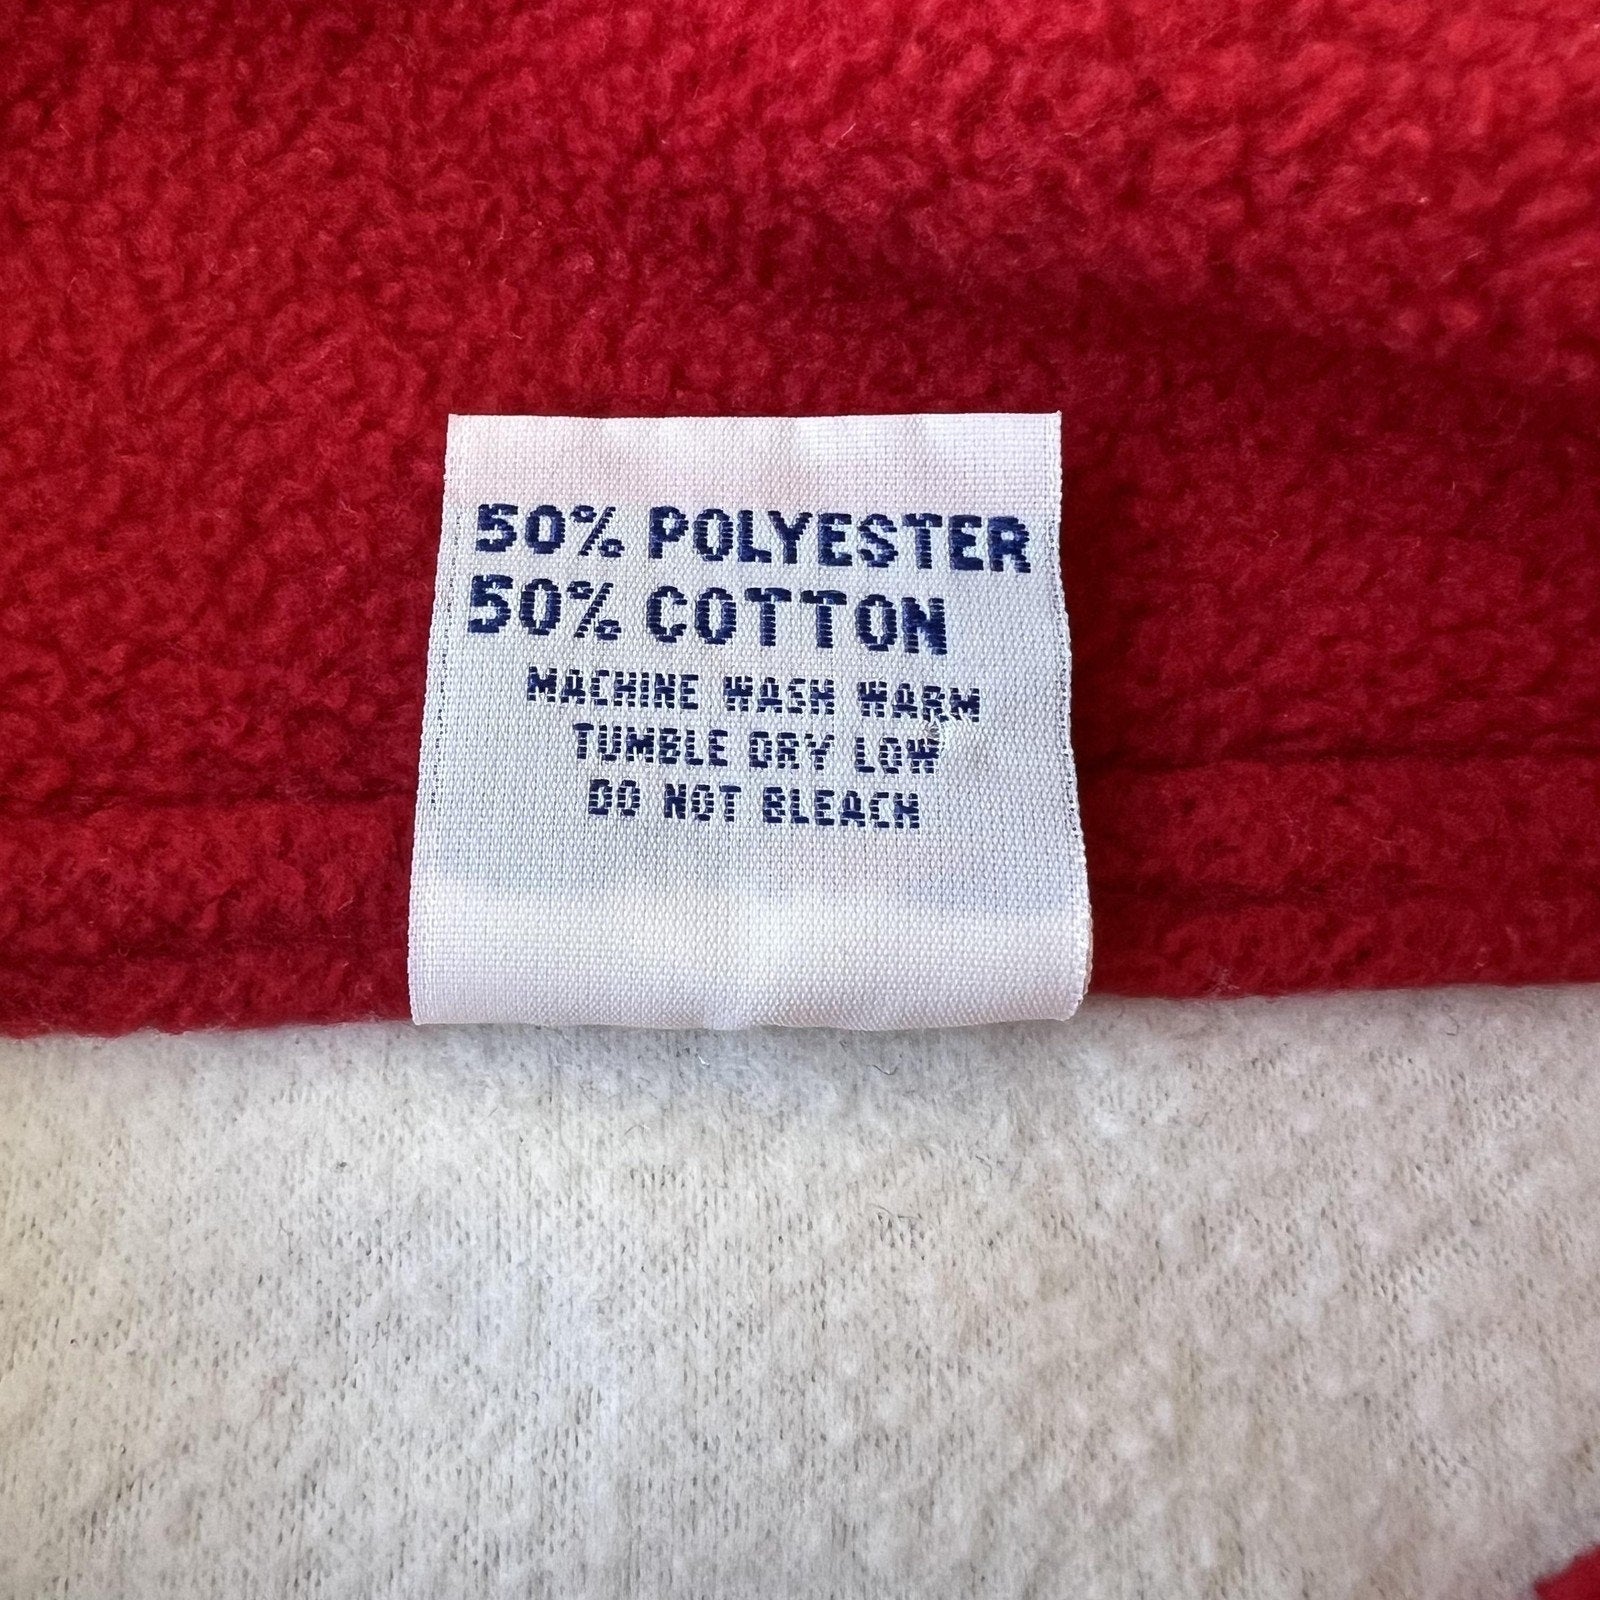 50% POLYESTER
50% COTTON
MACHINE WASH WARM
TUMBLE DRY LOW
DO NOT BLEACH